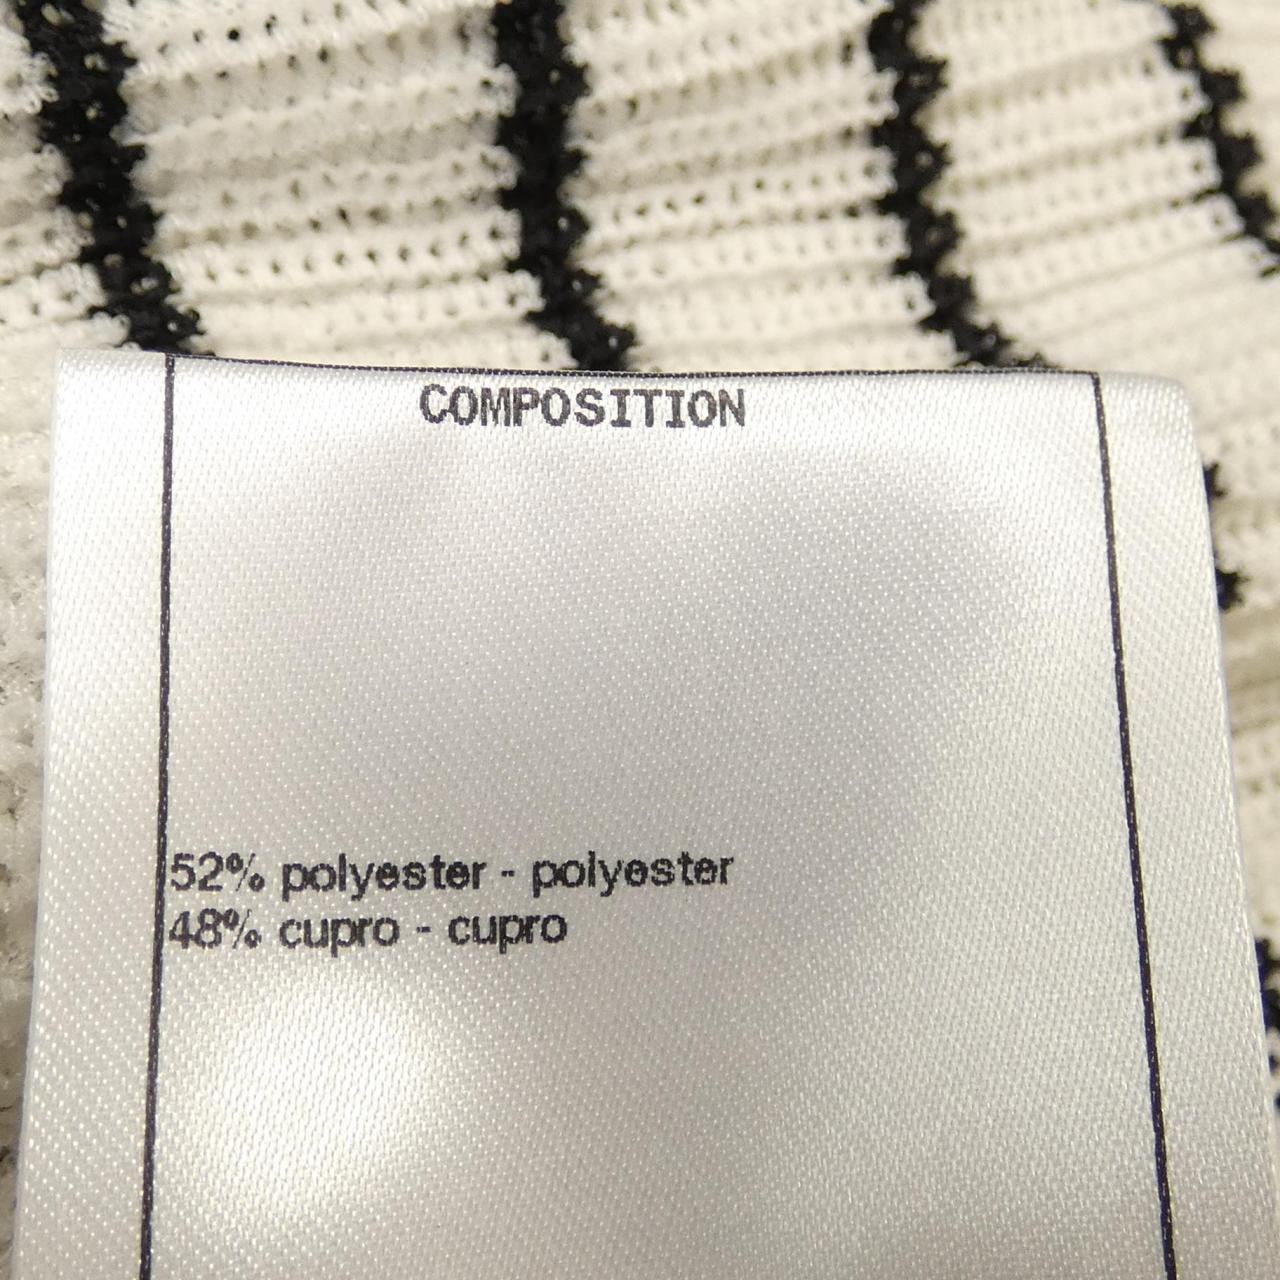 COMPOSITION
52% polyester - polyester
48% cupro - cupro